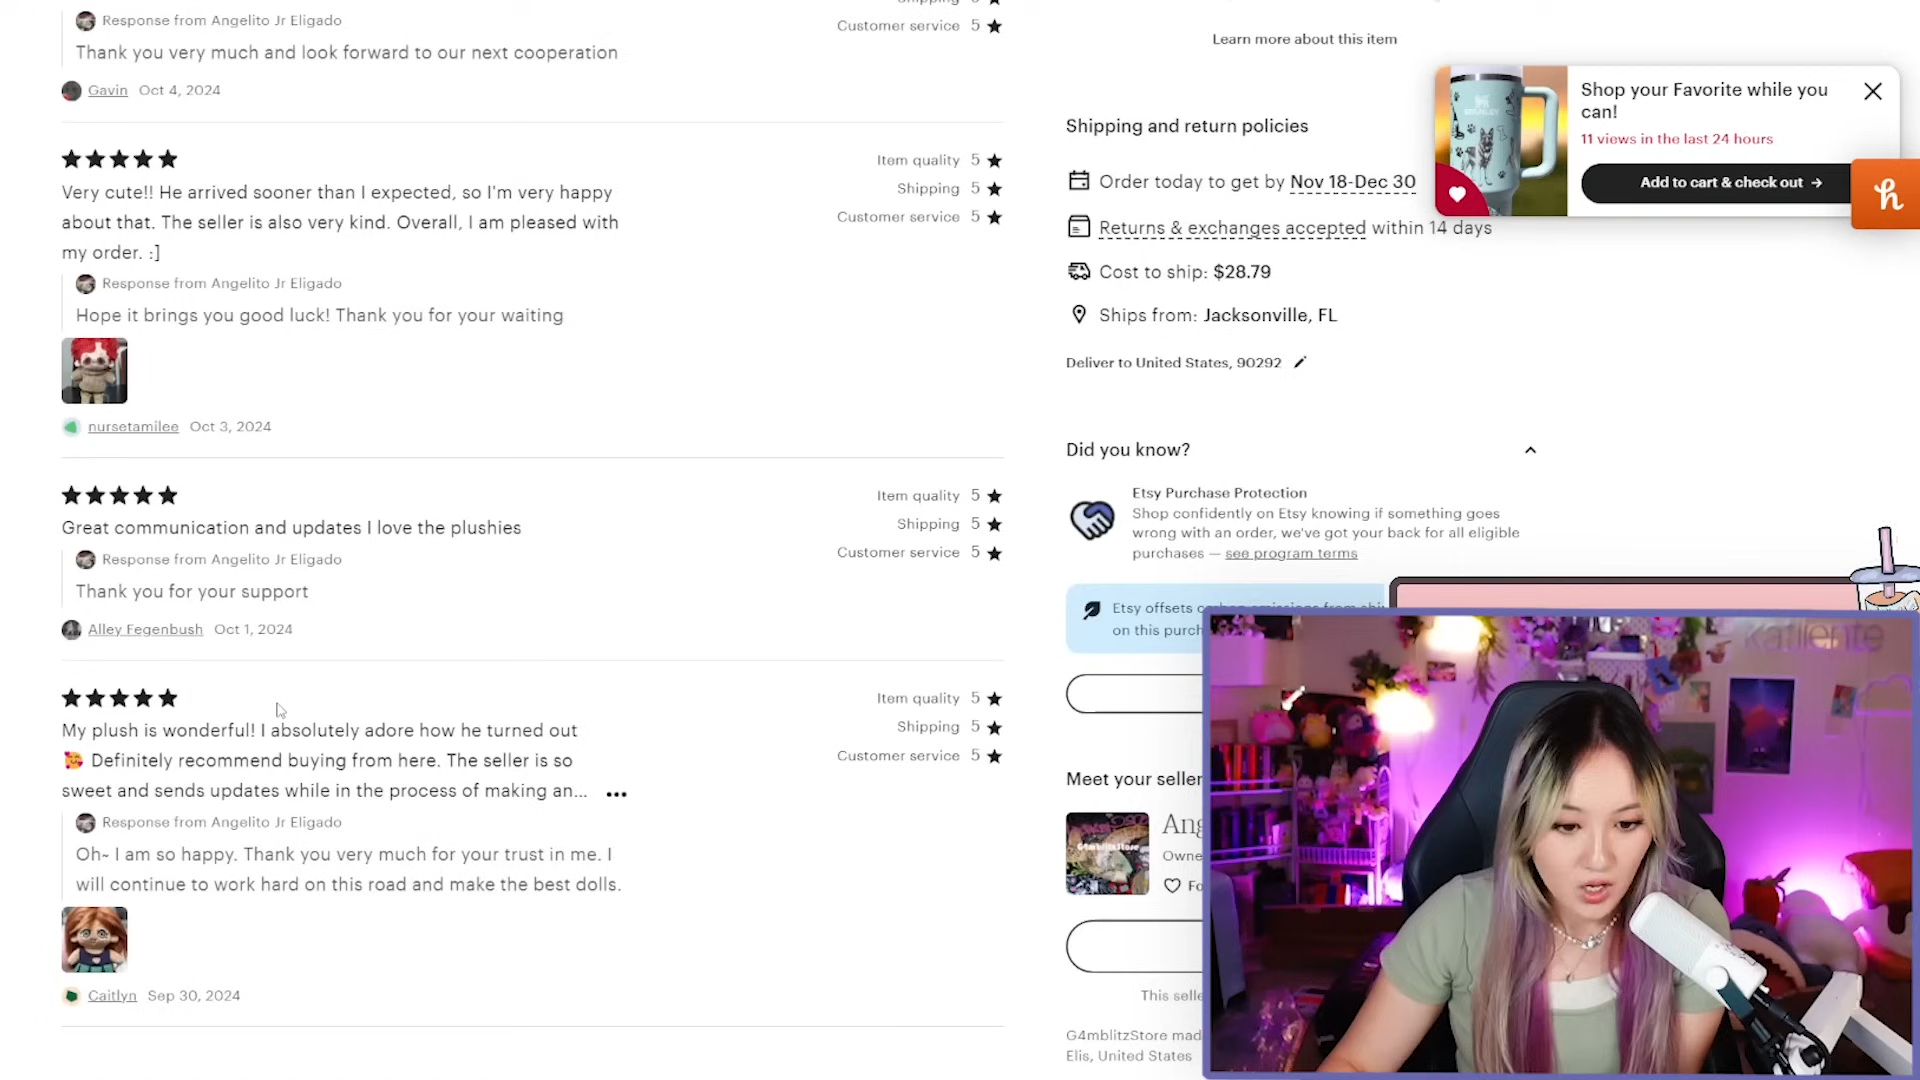 Response from Angelito Jr Eligado
Thank you very much and look forward to our next cooperation
Gavin Oct 4, 2024
Customer service 5
Very cute!! He arrived sooner than I expected, so I'm very happy
about that. The seller is also very kind. Overall, I am pleased with
my order. :]
Item quality 5
Shipping 5
Customer service 5
Response from Angelito Jr Eligado
Hope it brings you good luck! Thank you for your waiting
nursetamilee Oct 3, 2024
Great communication and updates I love the plushies
Item quality 5
Shipping 5
Customer service 5
Response from Angelito Jr Eligado
Thank you for your support
Alley Fegenbush Oct 1, 2024
My plush is wonderful! I absolutely adore how he turned out
🥰 Definitely recommend buying from here. The seller is so
sweet and sends updates while in the process of making an... •••
Item quality 5
Shipping 5
Customer service 5
Response from Angelito Jr Eligado
Oh~ I am so happy. Thank you very much for your trust in me. I
will continue to work hard on this road and make the best dolls.
Caitlyn Sep 30, 2024
Learn more about this item
Shop your Favorite while you
can!
11 views in the last 24 hours
Add to cart & check out →
STANLEY
Shipping and return policies
Order today to get by Nov 18-Dec 30
Returns & exchanges accepted within 14 days
Cost to ship: $28.79
Ships from: Jacksonville, FL
Deliver to United States, 90292
Did you know?
Etsy Purchase Protection
Shop confidently on Etsy knowing if something goes
wrong with an order, we've got your back for all eligible
purchases — see program terms
Etsy offsets
on this purch
Meet your seller
G4mblitzStore
Ang
Owne
Fo
This selle
G4mblitzStore mad
Elis, United States
katilente